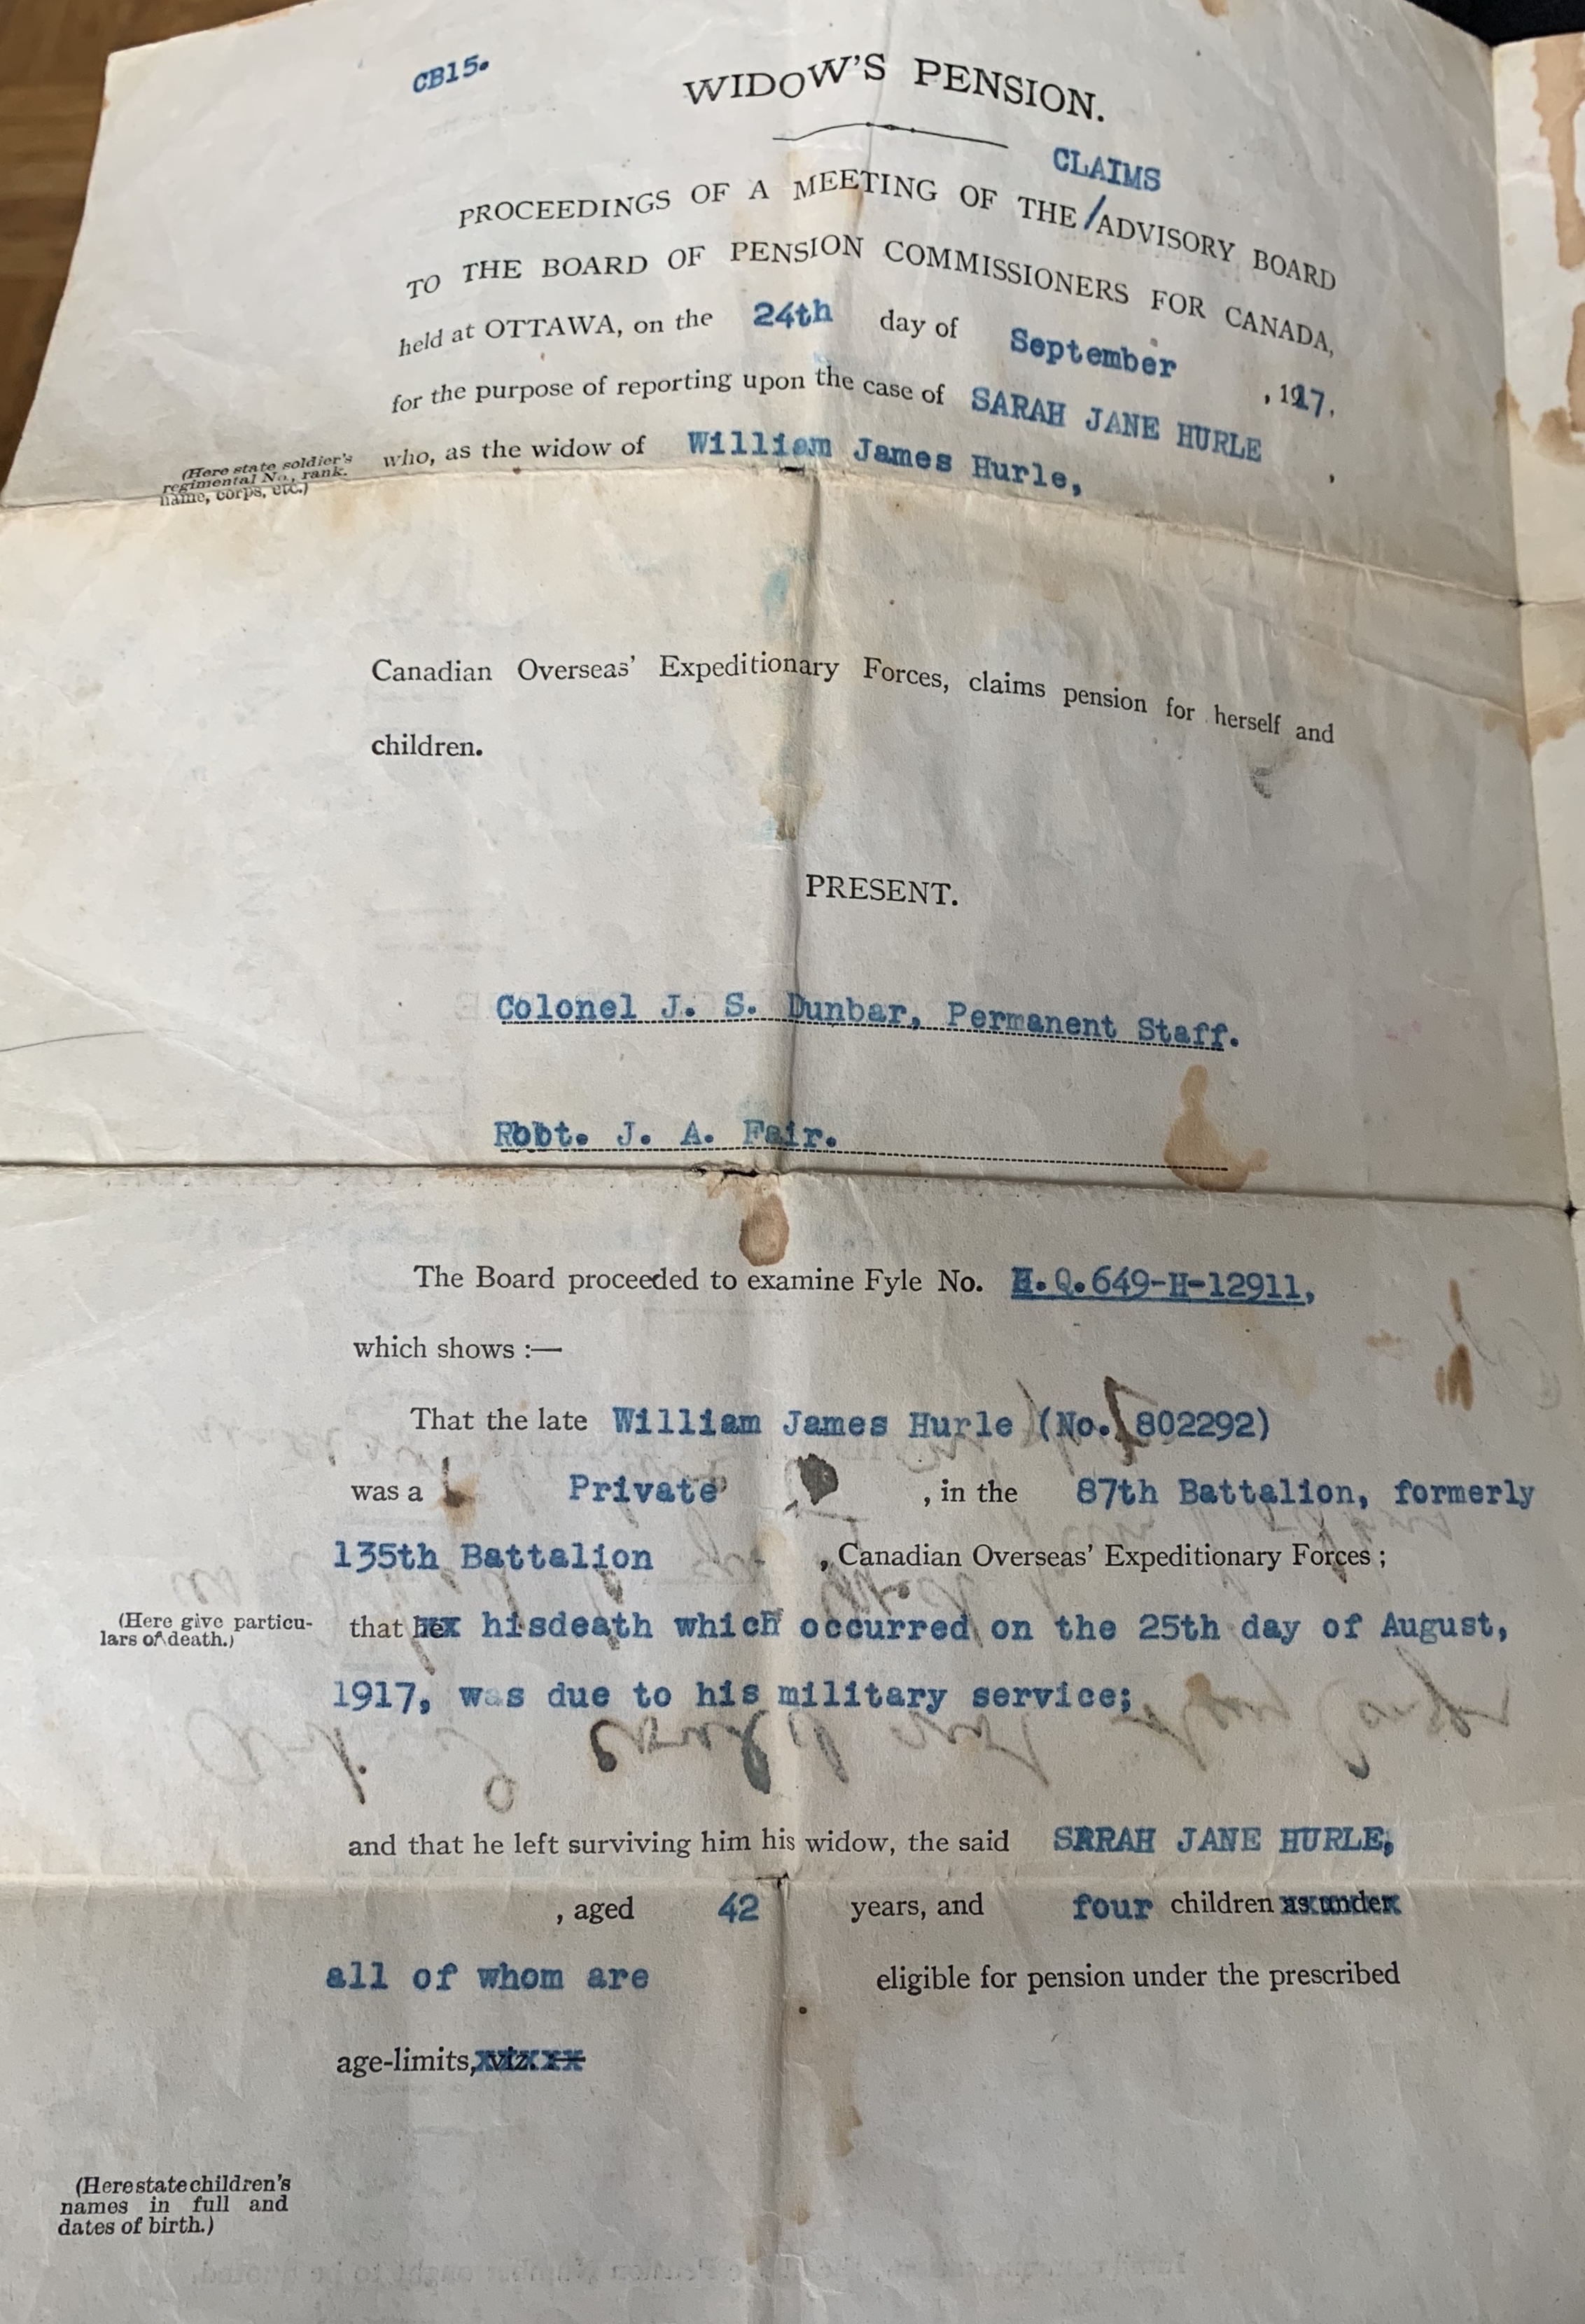 CB15.
WIDOW'S PENSION.
CLAIMS
PROCEEDINGS OF A MEETING OF THE/ADVISORY BOARD
TO THE BOARD OF PENSION COMMISSIONERS FOR CANADA,
held at OTTAWA, on the 24th day of September , 1917.
for the purpose of reporting upon the case of SARAH JANE HURLE ,
(Here state soldier's
regimental No., rank.
name, corps, etc.)
who, as the widow of William James Hurle,
Canadian Overseas' Expeditionary Forces, claims pension for herself and
children.
PRESENT.
Colonel J. S. Dunbar, Permanent Staff.
Robt. J. A. Fair.
The Board proceeded to examine Fyle No. H.Q.649-H-12911,
which shows :—
That the late William James Hurle (No. 802292)
was a Private , in the 87th Battalion, formerly
135th Battalion , Canadian Overseas' Expeditionary Forces ;
(Here give particu-
lars of death.)
that he hisdeath which occurred on the 25th day of August,
1917, was due to his military service;
and that he left surviving him his widow, the said SARAH JANE HURLE,
, aged 42 years, and four children as under
all of whom are eligible for pension under the prescribed
age-limits, viz.
(Here state children's
names in full and
dates of birth.)